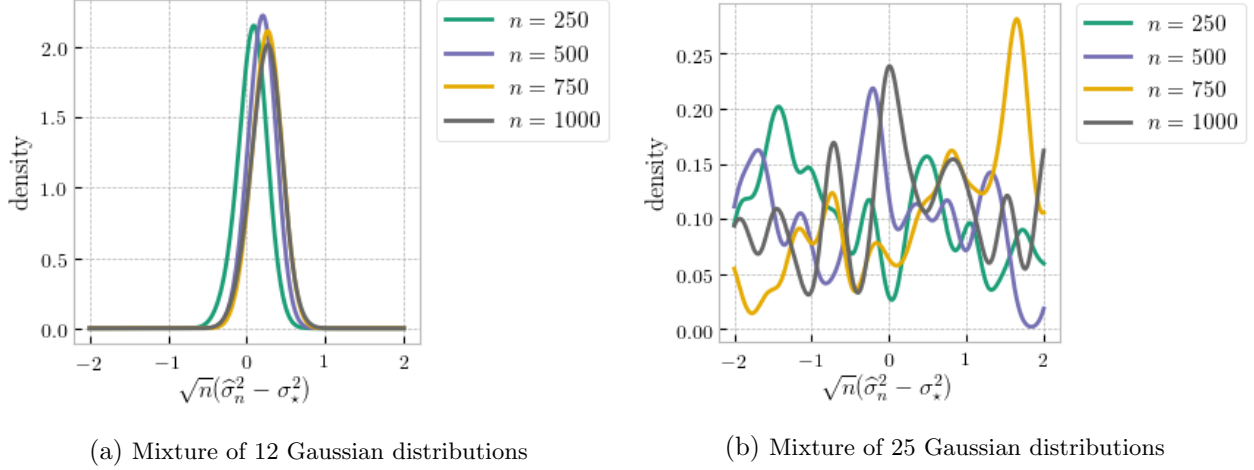 2.0
1.5
1.0
0.5
0.0
density
−2 −1 0 1 2
√n(σ̂²ₙ − σ²⋆)
n = 250
n = 500
n = 750
n = 1000
(a) Mixture of 12 Gaussian distributions
0.25
0.20
0.15
0.10
0.05
0.00
density
−2 −1 0 1 2
√n(σ̂²ₙ − σ²⋆)
n = 250
n = 500
n = 750
n = 1000
(b) Mixture of 25 Gaussian distributions